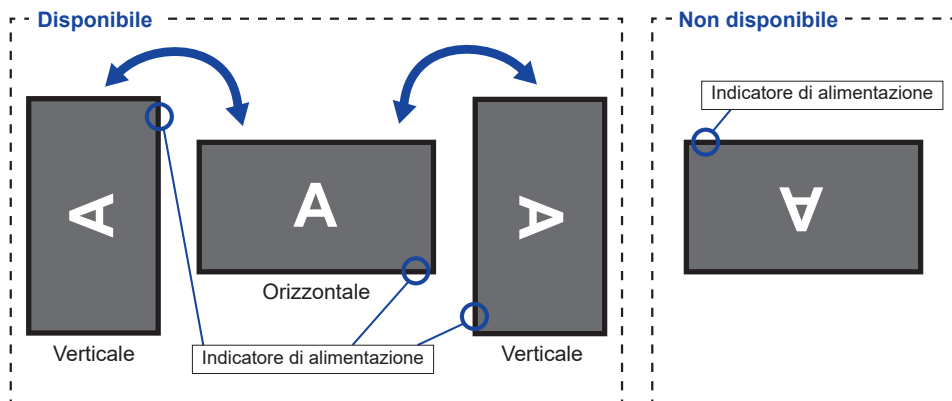 Disponibile
Non disponibile
Indicatore di alimentazione
A
A
A
A
Orizzontale
Verticale
Indicatore di alimentazione
Verticale